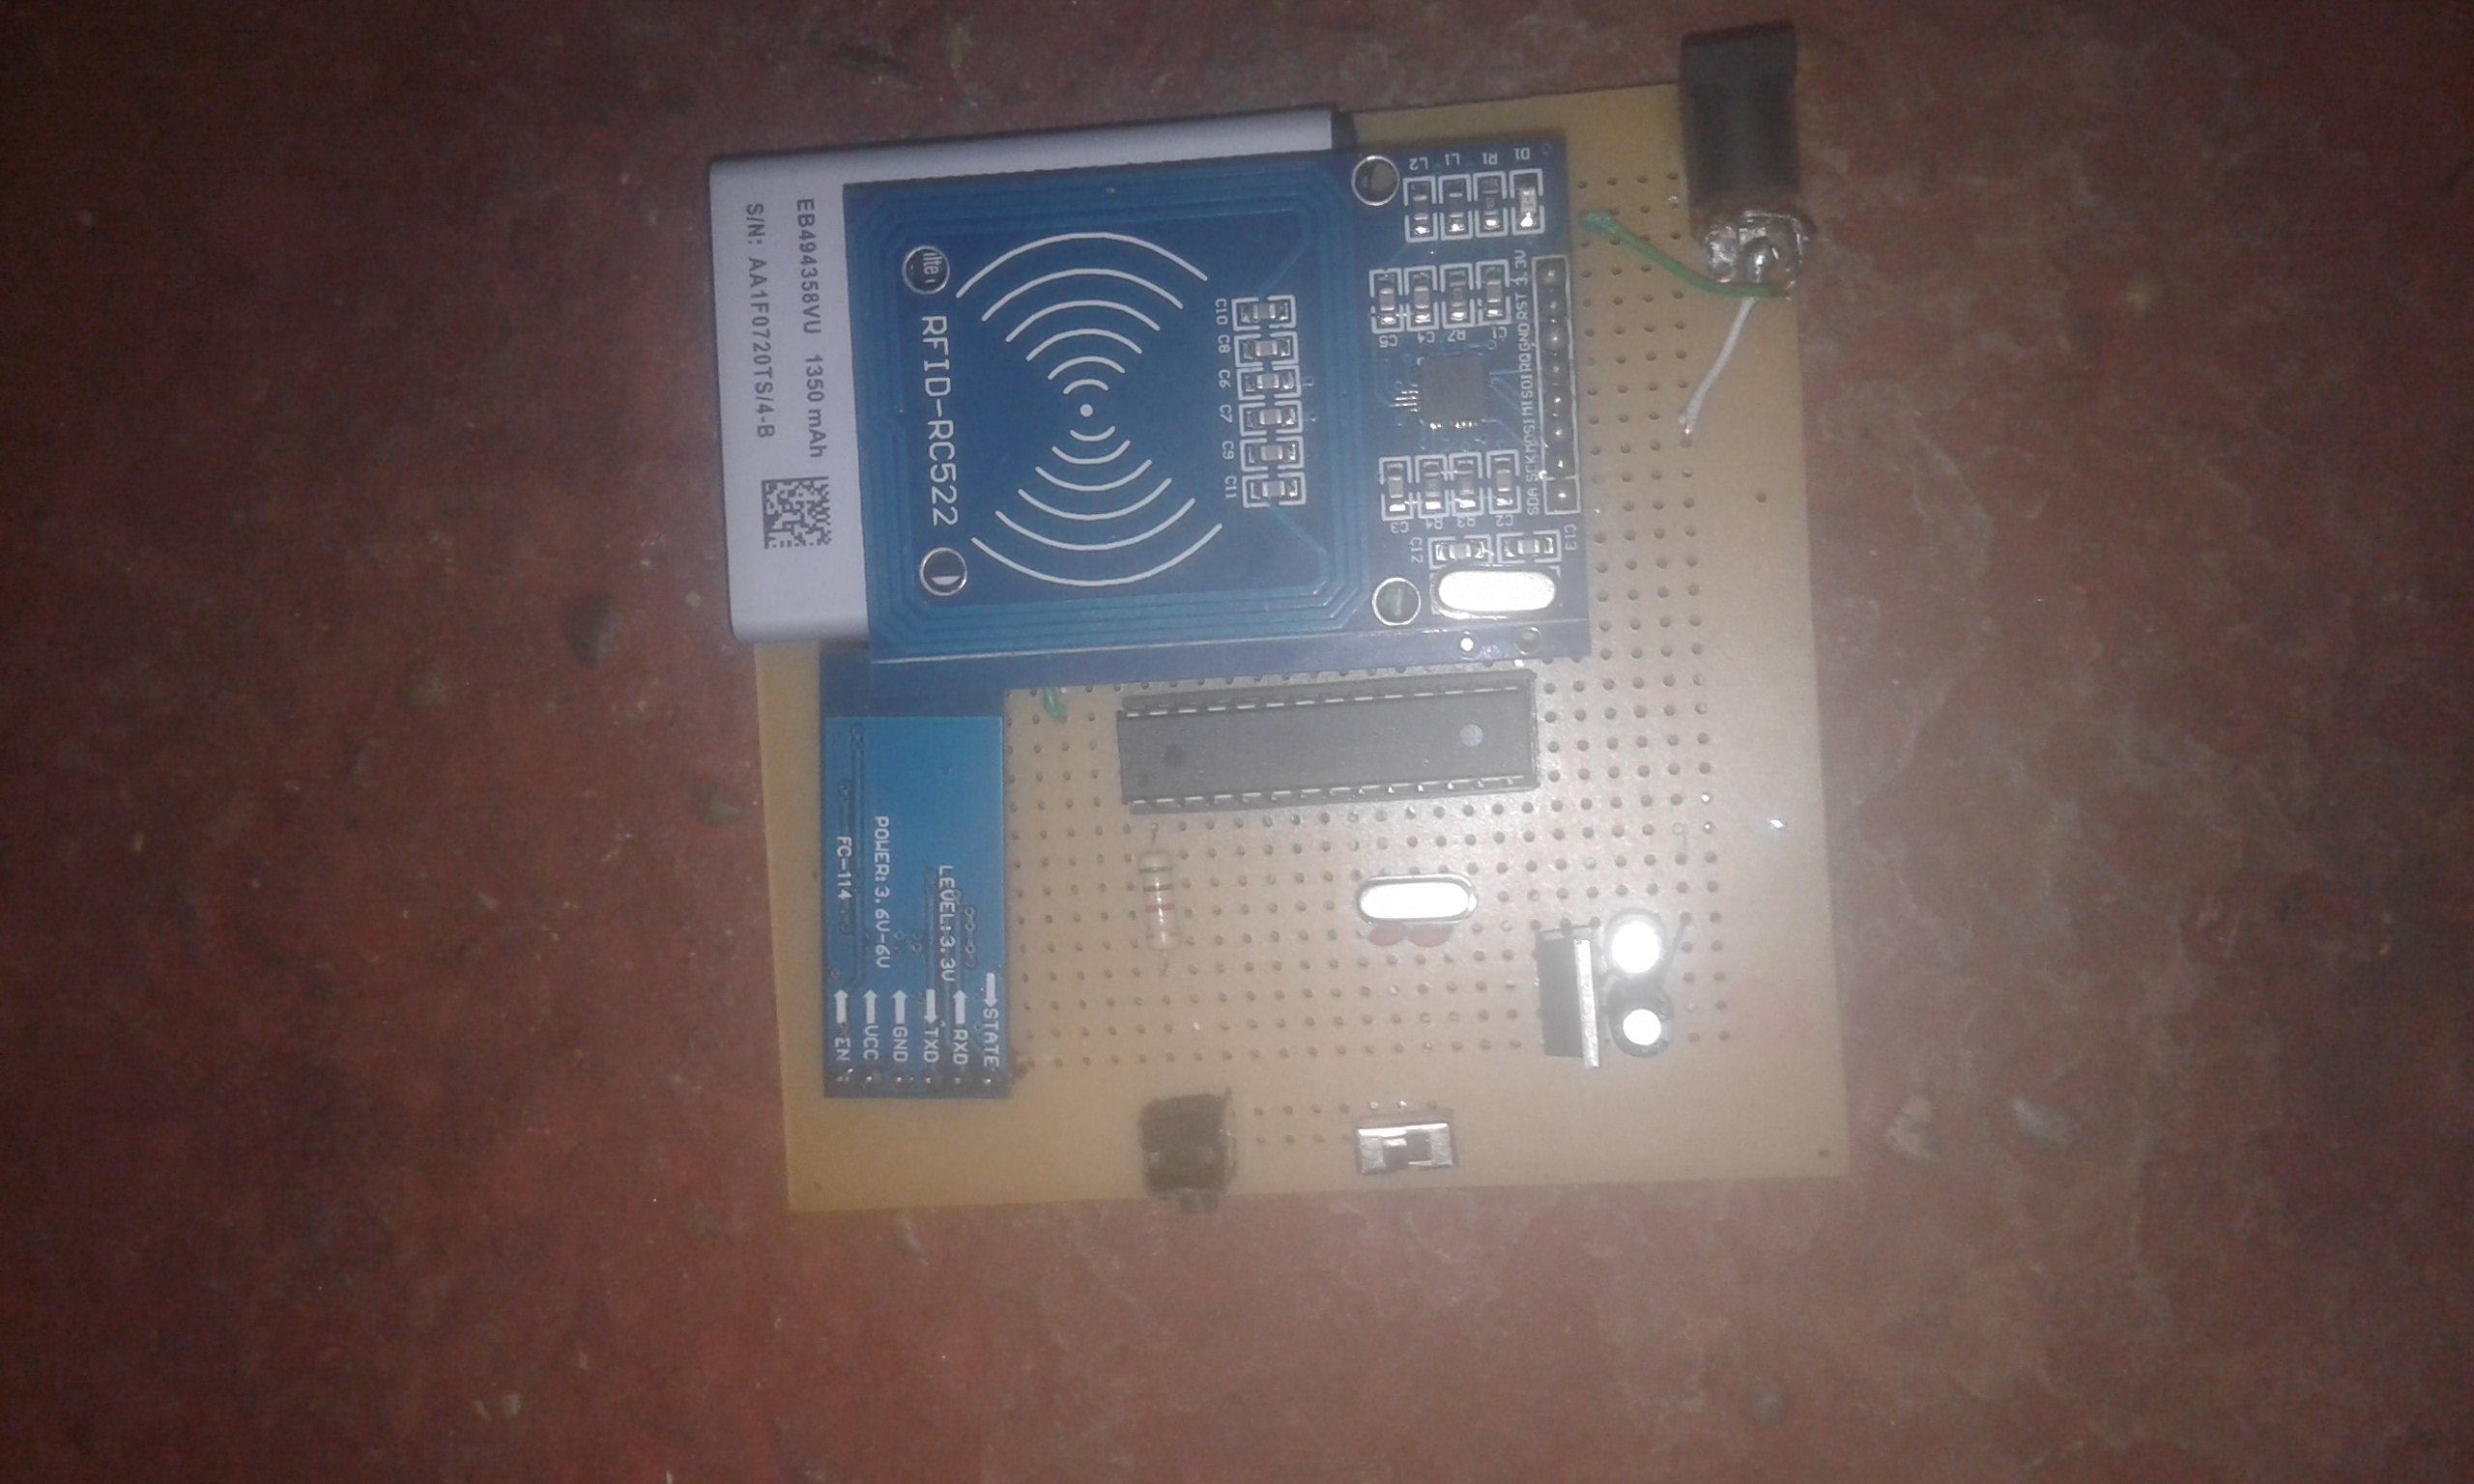 S/N: AA1F0720TS/4-B
EB494358VU 1350 mAh
EN
VCC
GND
TXD
RXD
STATE
FC-114
POWER:3.6V-6V
LEVEL:3.3V
RFID-RC522
C11 C9 C7 C6 C8 C10
C12
C3
R4
R3
C2
C13
C5
C4
R7
C1
L2
L1
R1
D1
SDA SCK MOSI MISO IRQ GND RST 3.3V